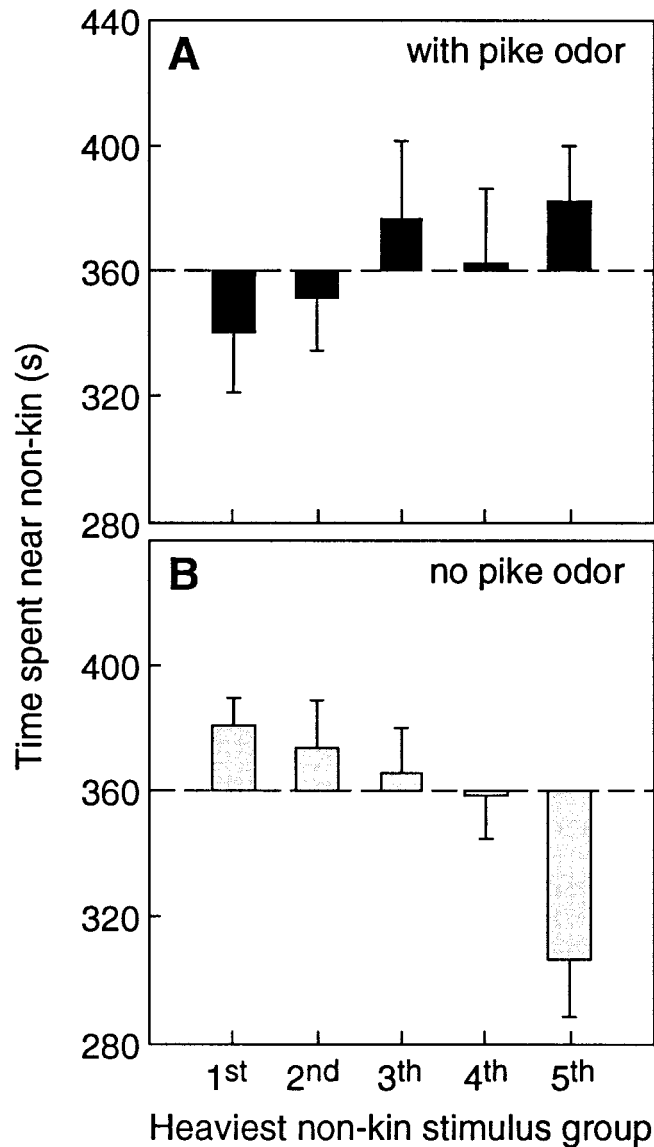 440
A with pike odor
400
360
320
280
B no pike odor
400
360
320
280
1st 2nd 3th 4th 5th
Heaviest non-kin stimulus group
Time spent near non-kin (s)